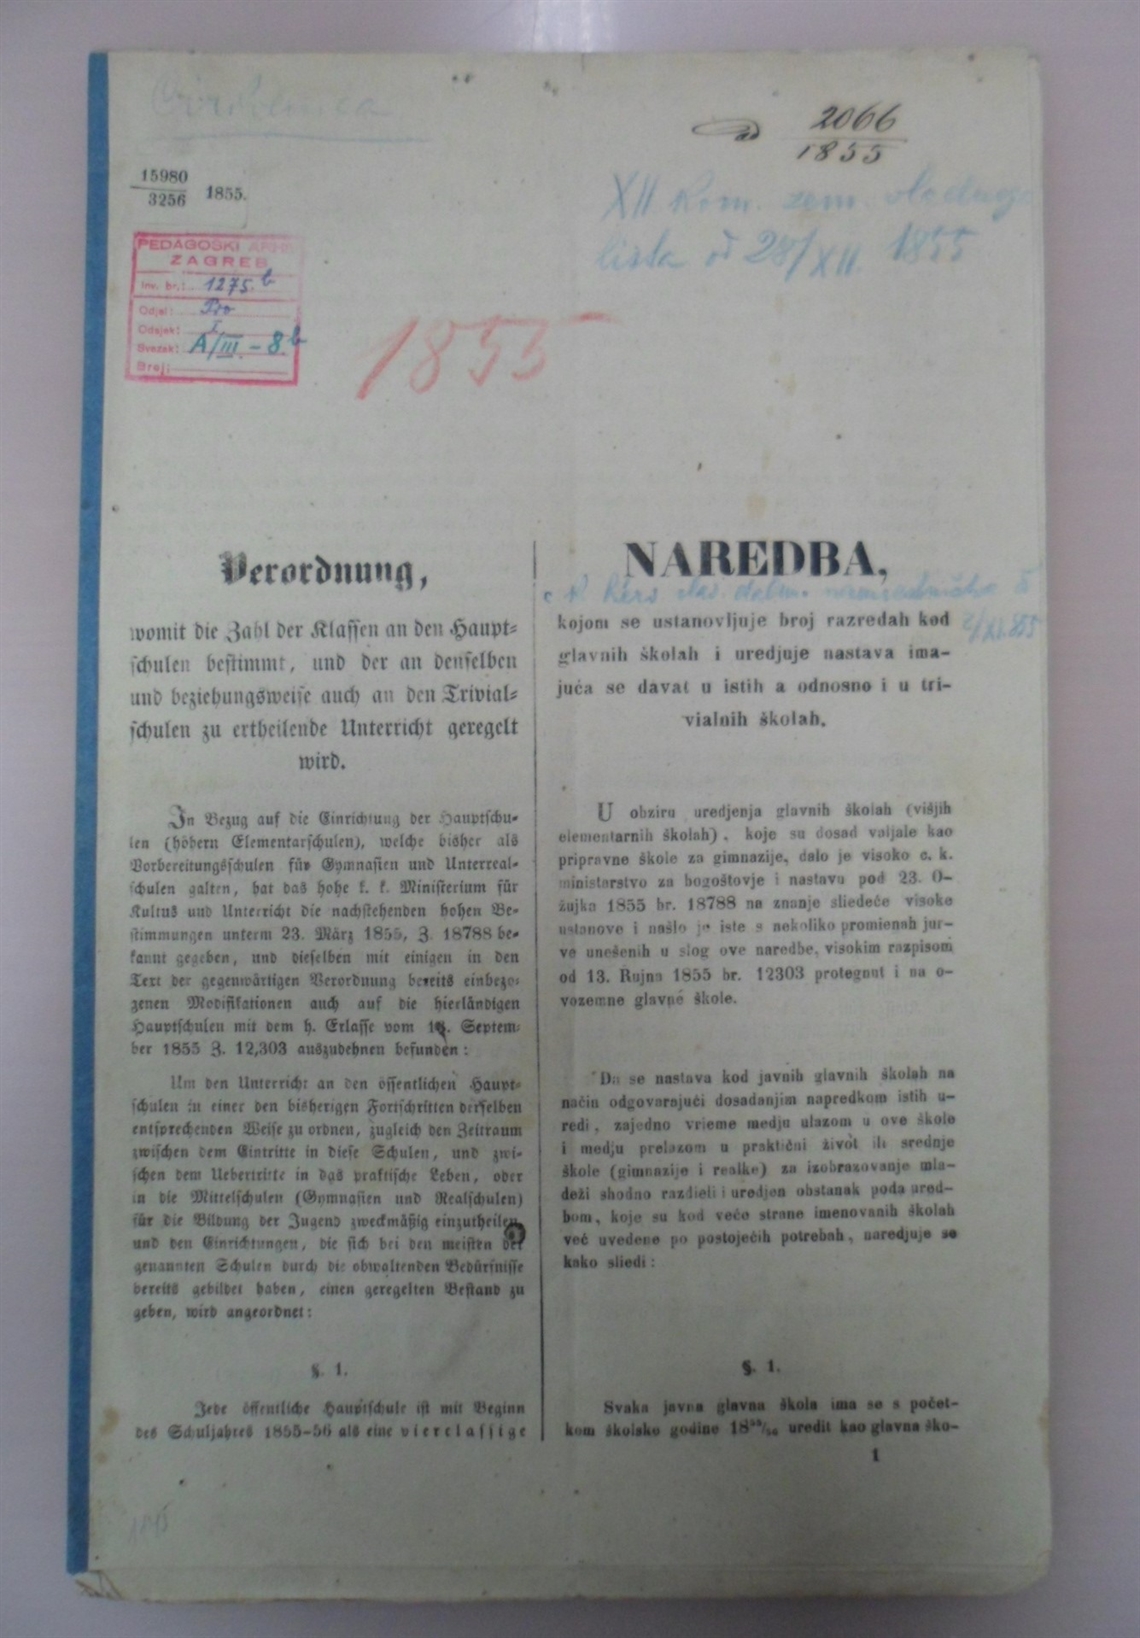 ad 2066
1855
15980
3256 1855.
XII kom. zem.
lista od 28/XII. 1855
PEDAGOŠKI ARHIV
ZAGREB
Inv. br.: 1275. b
Odjel: Pro
Odsjek: I
Svezak: A/III. - 8. b
Broj:
1855
Verordnung,
womit die Zahl der Klassen an den Haupt-
schulen bestimmt, und der an denselben
und beziehungsweise auch an den Trivial-
schulen zu ertheilende Unterricht geregelt
wird.
In Bezug auf die Einrichtung der Hauptschu-
len (höhern Elementarschulen), welche bisher als
Vorbereitungsschulen für Gymnasien und Unterreal-
schulen galten, hat das hohe k. k. Ministerium für
Kultus und Unterricht die nachstehenden hohen Be-
stimmungen unterm 23. März 1855, Z. 18788 be-
kannt gegeben, und dieselben mit einigen in den
Text der gegenwärtigen Verordnung bereits einbezo-
genen Modifikationen auch auf die hierländigen
Hauptschulen mit dem h. Erlasse vom 13. Septem-
ber 1855 Z. 12,303 auszudehnen befunden:
Um den Unterricht an den öffentlichen Haupt-
schulen in einer den bisherigen Fortschritten derselben
entsprechenden Weise zu ordnen, zugleich den Zeitraum
zwischen dem Eintritte in diese Schulen, und zwi-
schen dem Uebertritte in das praktische Leben, oder
in die Mittelschulen (Gymnasien und Realschulen)
für die Bildung der Jugend zweckmäßig einzutheilen
und den Einrichtungen, die sich bei den meisten der
genannten Schulen durch die obwaltenden Bedürfnisse
bereits gebildet haben, einen geregelten Bestand zu
geben, wird angeordnet:
§. 1.
Jede öffentliche Hauptschule ist mit Beginn
des Schuljahres 1855-56 als eine vierclassige
NAREDBA,
2/XI. 855
kojom se ustanovljuje broj razredah kod
glavnih školah i uredjuje nastava ima-
juća se davat u istih a odnosno i u tri-
vialnih školah.
U obziru uredjenja glavnih školah (višjih
elementarnih školah), koje su dosad valjale kao
pripravne škole za gimnazije, dalo je visoko c. k.
ministarstvo za bogoštovje i nastavu pod 23. O-
žujka 1855 br. 18788 na znanje sliedeće visoke
ustanove i našlo je iste s nekoliko promienah jur-
ve unešenih u slog ove naredbe, visokim razpisom
od 13. Rujna 1855 br. 12303 protegnut i na o-
vozemne glavne škole.
Da se nastava kod javnih glavnih školah na
način odgovarajući dosadanjim napredkom istih u-
redi, zajedno vrieme medju ulazom u ove škole
i medju prelazom u praktični život ili srednje
škole (gimnazije i realke) za izobrazovanje mla-
deži shodno razdieli i uredjen obstanak poda ured-
bom, koje su kod veće strane imenovanih školah
već uvedene po postojećih potrebah, naredjuje se
kako sliedi:
§. 1.
Svaka javna glavna škola ima se s počet-
kom školske godine 18⁵⁵/₅₆ uredit kao glavna ško-
1